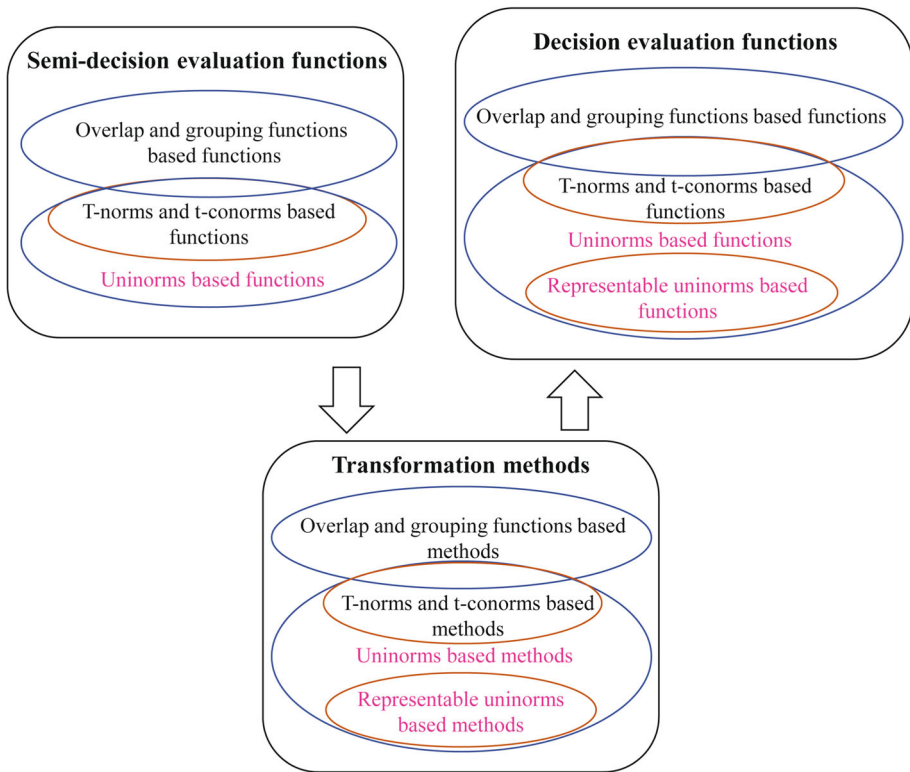 Semi-decision evaluation functions
Overlap and grouping functions
based functions
T-norms and t-conorms based
functions
Uninorms based functions
Decision evaluation functions
Overlap and grouping functions based functions
T-norms and t-conorms based
functions
Uninorms based functions
Representable uninorms based
functions
Transformation methods
Overlap and grouping functions based
methods
T-norms and t-conorms based
methods
Uninorms based methods
Representable uninorms
based methods